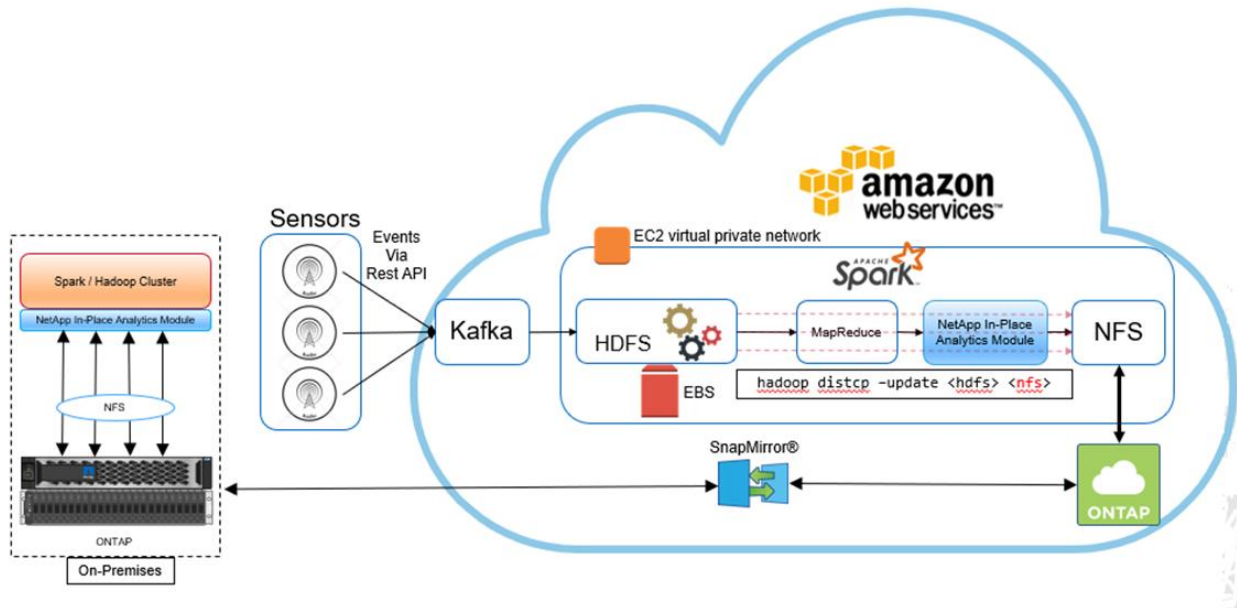 amazon
web services™
EC2 virtual private network
APACHE
Spark
Sensors
Events
Via
Rest API
Spark / Hadoop Cluster
NetApp In-Place Analytics Module
NFS
ONTAP
On-Premises
Kafka
HDFS
EBS
MapReduce
NetApp In-Place
Analytics Module
NFS
hadoop distcp -update <hdfs> <nfs>
SnapMirror®
ONTAP